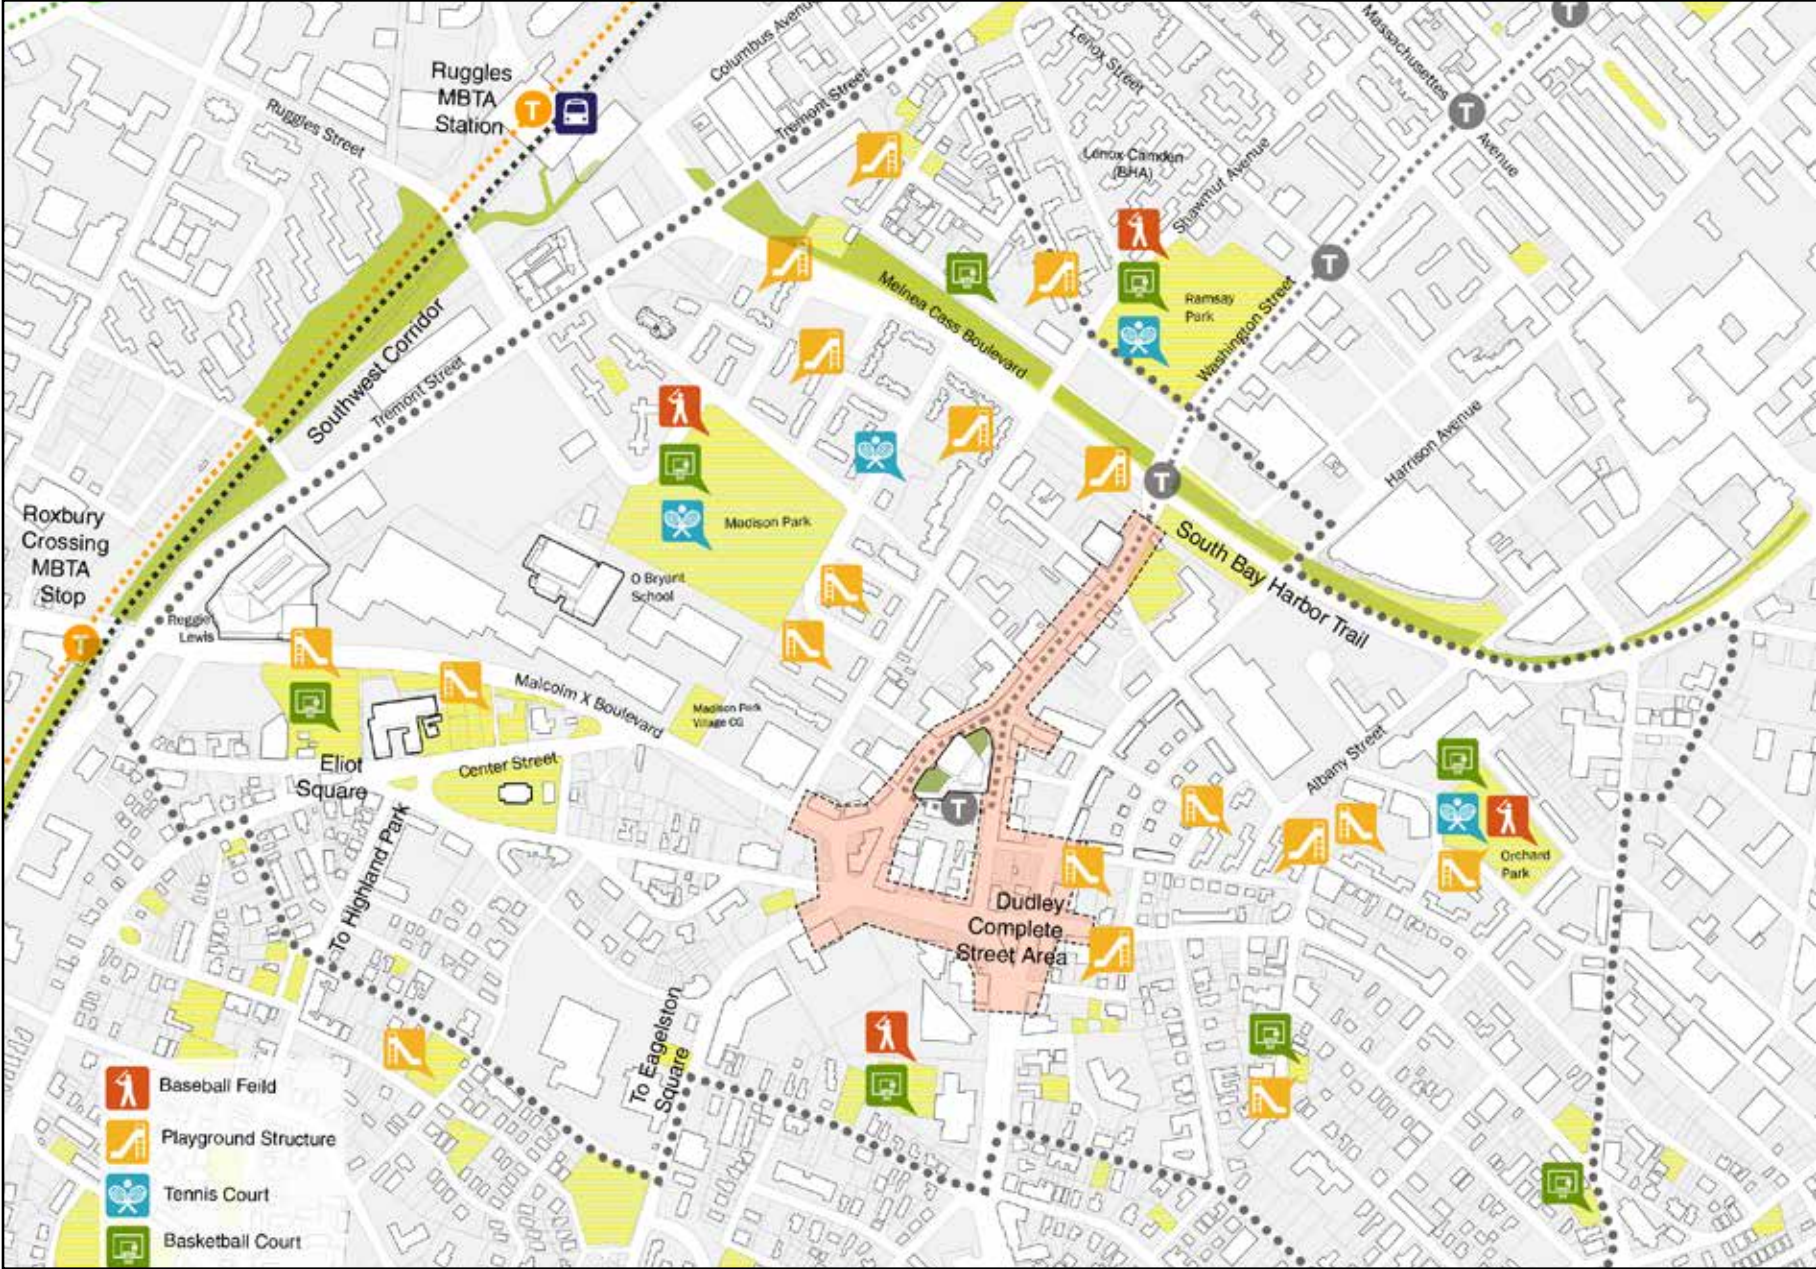 Ruggles
MBTA
Station
T
Ruggles Street
Columbus Avenue
Tremont Street
Lenox Street
Massachusettes
Avenue
T
T
Lenox-Camden
(BHA)
Shawmut Avenue
T
Ramsay
Park
Washington Street
Melnea Cass Boulevard
Southwest Corridor
Tremont Street
Harrison Avenue
Roxbury
Crossing
MBTA
Stop
T
Madison Park
T
O Bryant
School
South Bay Harbor Trail
Reggie
Lewis
Malcolm X Boulevard
Madison Park
Village CG
Eliot
Square
Center Street
To Highland Park
T
Albany Street
Orchard
Park
Dudley
Complete
Street Area
To Eagelston
Square
Baseball Feild
Playground Structure
Tennis Court
Basketball Court